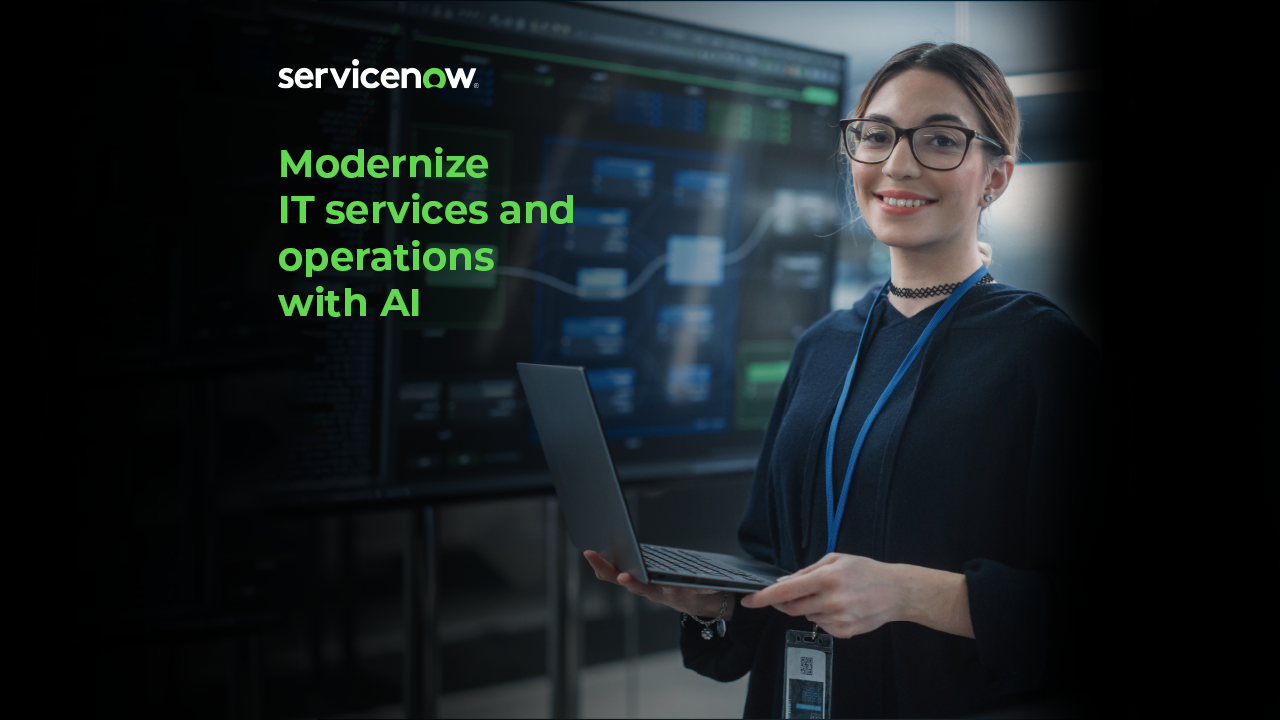 servicenow®
Modernize
IT services and
operations
with AI